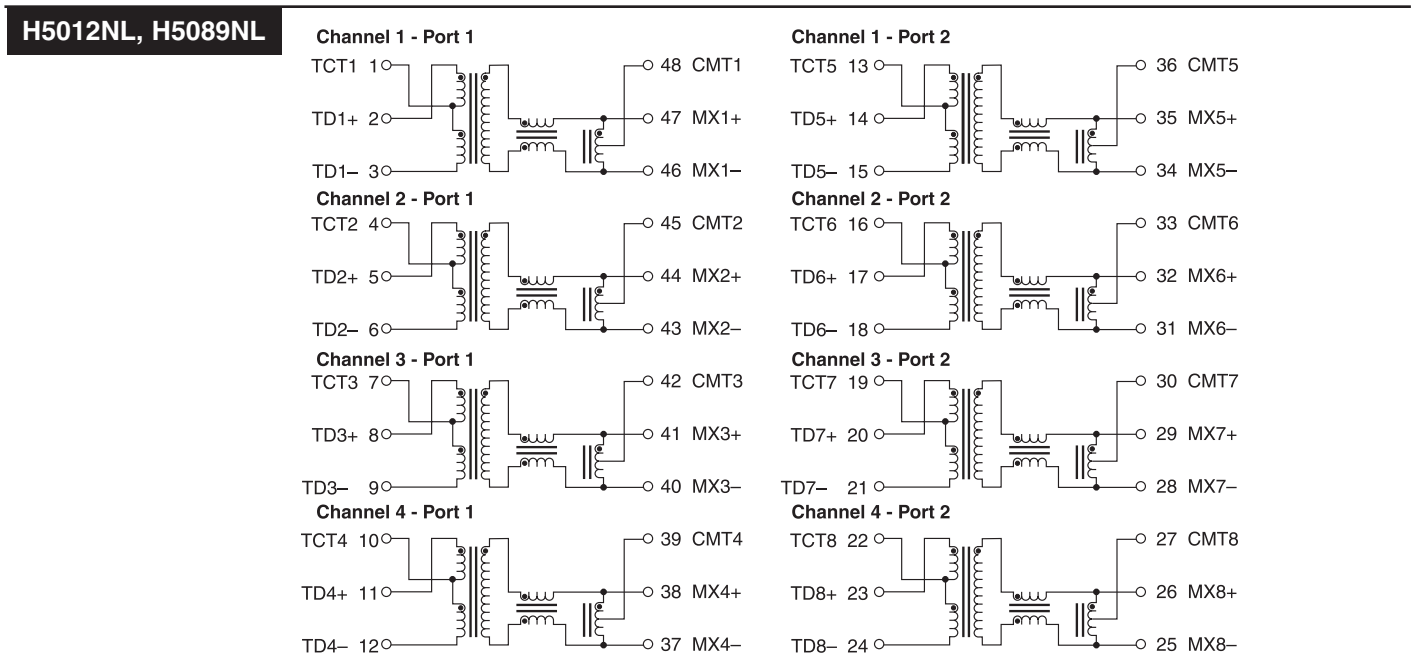 H5012NL, H5089NL
Channel 1 - Port 1
TCT1 1
48 CMT1
TD1+ 2
47 MX1+
TD1– 3
46 MX1–
Channel 2 - Port 1
TCT2 4
45 CMT2
TD2+ 5
44 MX2+
TD2– 6
43 MX2–
Channel 3 - Port 1
TCT3 7
42 CMT3
TD3+ 8
41 MX3+
TD3– 9
40 MX3–
Channel 4 - Port 1
TCT4 10
39 CMT4
TD4+ 11
38 MX4+
TD4– 12
37 MX4–
Channel 1 - Port 2
TCT5 13
36 CMT5
TD5+ 14
35 MX5+
TD5– 15
34 MX5–
Channel 2 - Port 2
TCT6 16
33 CMT6
TD6+ 17
32 MX6+
TD6– 18
31 MX6–
Channel 3 - Port 2
TCT7 19
30 CMT7
TD7+ 20
29 MX7+
TD7– 21
28 MX7–
Channel 4 - Port 2
TCT8 22
27 CMT8
TD8+ 23
26 MX8+
TD8– 24
25 MX8–